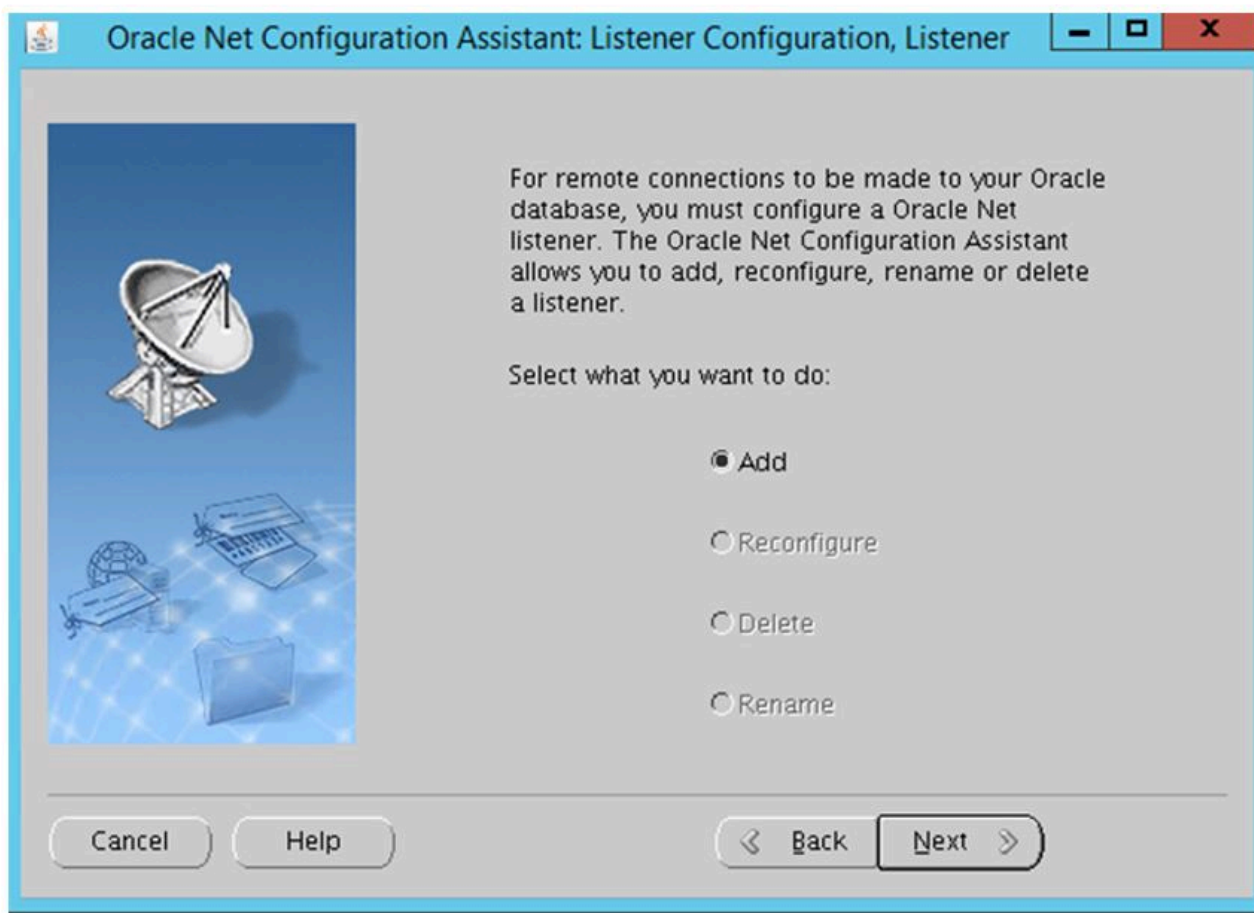 Oracle Net Configuration Assistant: Listener Configuration, Listener
For remote connections to be made to your Oracle
database, you must configure a Oracle Net
listener. The Oracle Net Configuration Assistant
allows you to add, reconfigure, rename or delete
a listener.
Select what you want to do:
Add
Reconfigure
Delete
Rename
Cancel Help Back Next